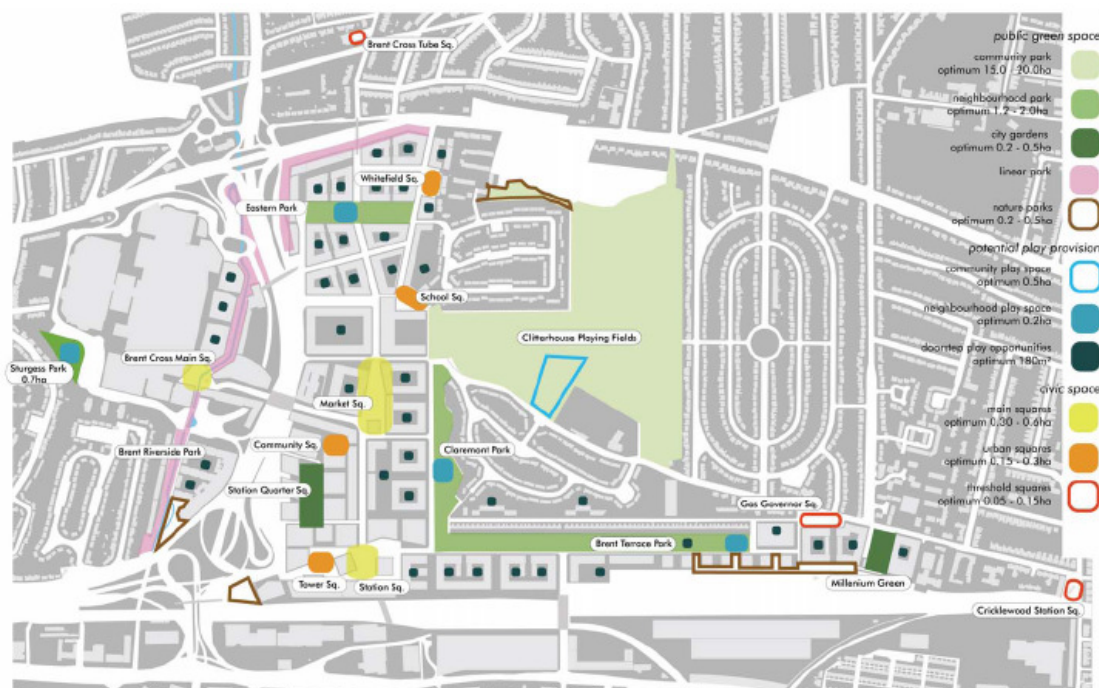 public green space
community park
optimum 15.0 - 20.0ha
neighbourhood park
optimum 1.2 - 2.0ha
city gardens
optimum 0.2 - 0.5ha
linear park
nature parks
optimum 0.2 - 0.5ha
potential play provision
community play space
optimum 0.5ha
neighbourhood play space
optimum 0.2ha
doorstep play opportunities
optimum 180m²
civic space
main squares
optimum 0.30 - 0.6ha
urban squares
optimum 0.15 - 0.3ha
threshold squares
optimum 0.05 - 0.15ha
Brent Cross Tube Sq.
Whitefield Sq.
Eastern Park
School Sq.
Clitterhouse Playing Fields
Brent Cross Main Sq.
Sturgess Park
0.7ha
Market Sq.
Community Sq.
Brent Riverside Park
Claremont Park
Station Quarter Sq.
Gas Governor Sq.
Brent Terrace Park
Tower Sq.
Station Sq.
Millenium Green
Cricklewood Station Sq.